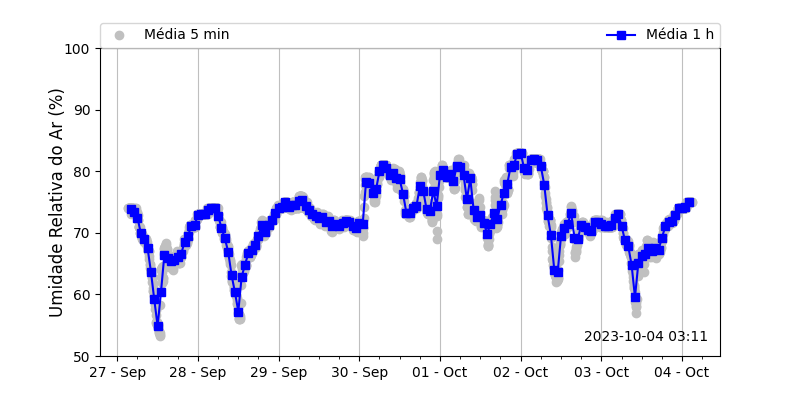 Média 5 min
Média 1 h
Umidade Relativa do Ar (%)
100
90
80
70
60
50
2023-10-04 03:11
27 - Sep
28 - Sep
29 - Sep
30 - Sep
01 - Oct
02 - Oct
03 - Oct
04 - Oct